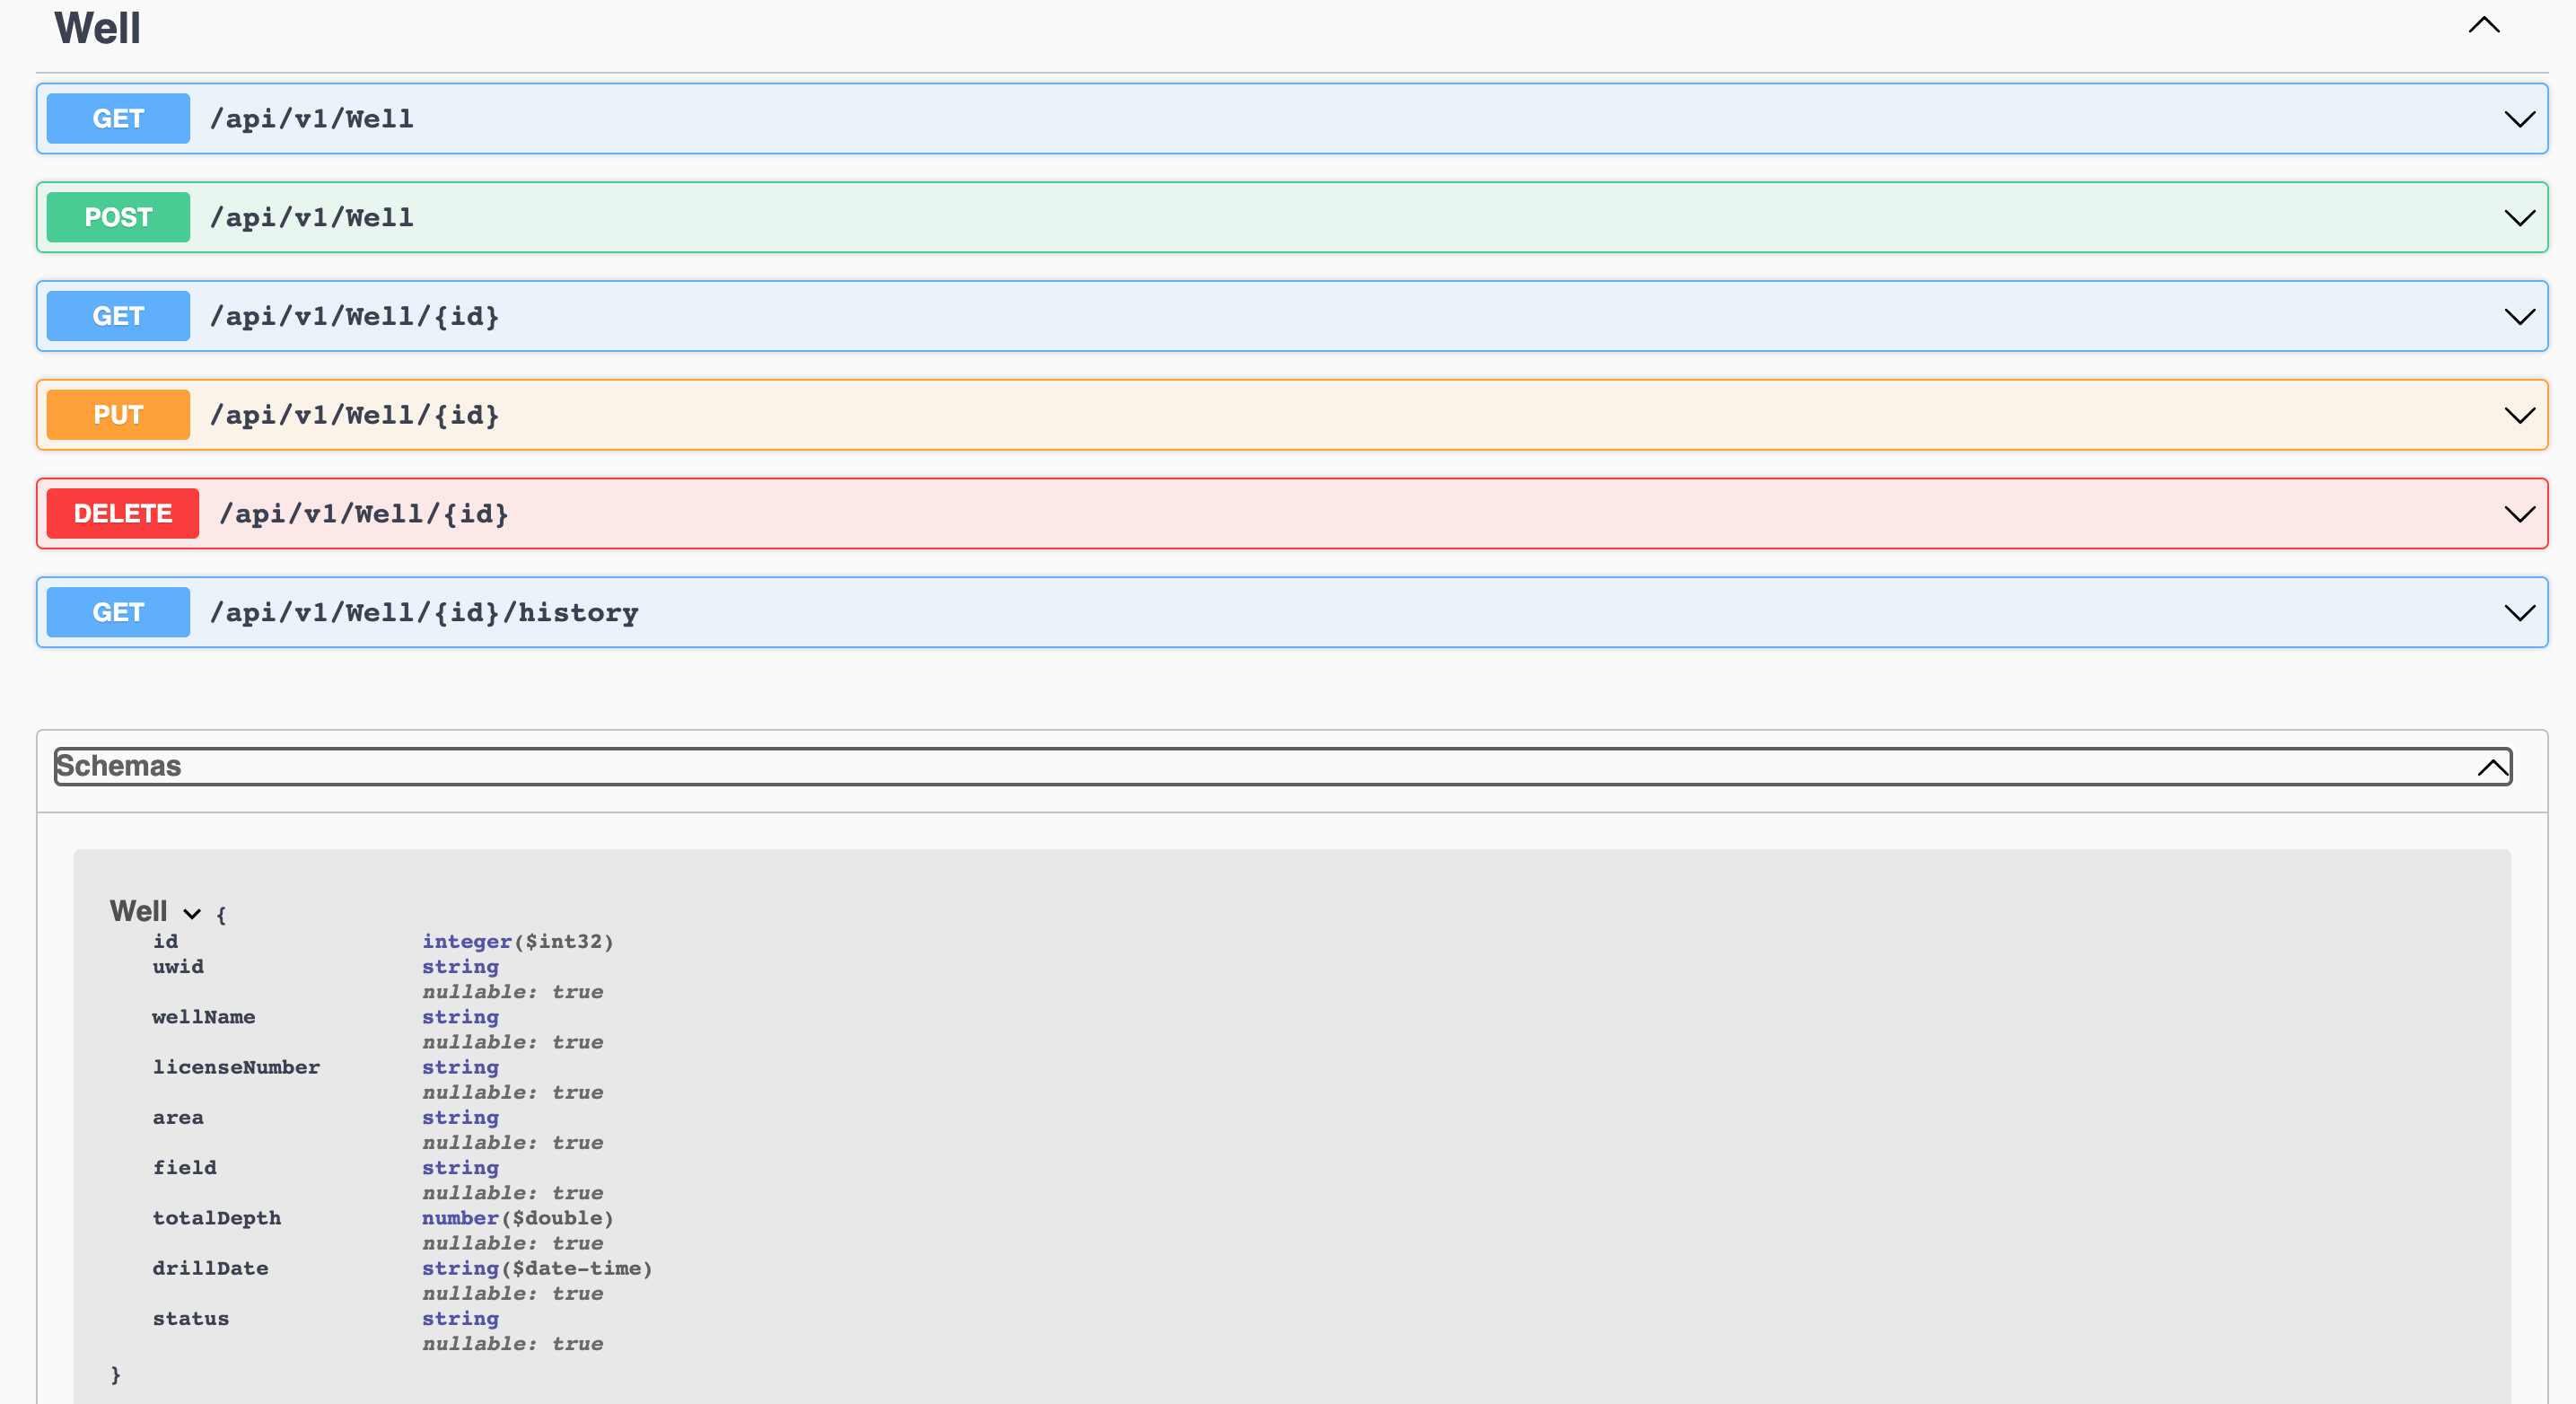 Well
GET /api/v1/Well
POST /api/v1/Well
GET /api/v1/Well/{id}
PUT /api/v1/Well/{id}
DELETE /api/v1/Well/{id}
GET /api/v1/Well/{id}/history
Schemas
Well {
id integer($int32)
uwid string
nullable: true
wellName string
nullable: true
licenseNumber string
nullable: true
area string
nullable: true
field string
nullable: true
totalDepth number($double)
nullable: true
drillDate string($date-time)
nullable: true
status string
nullable: true
}